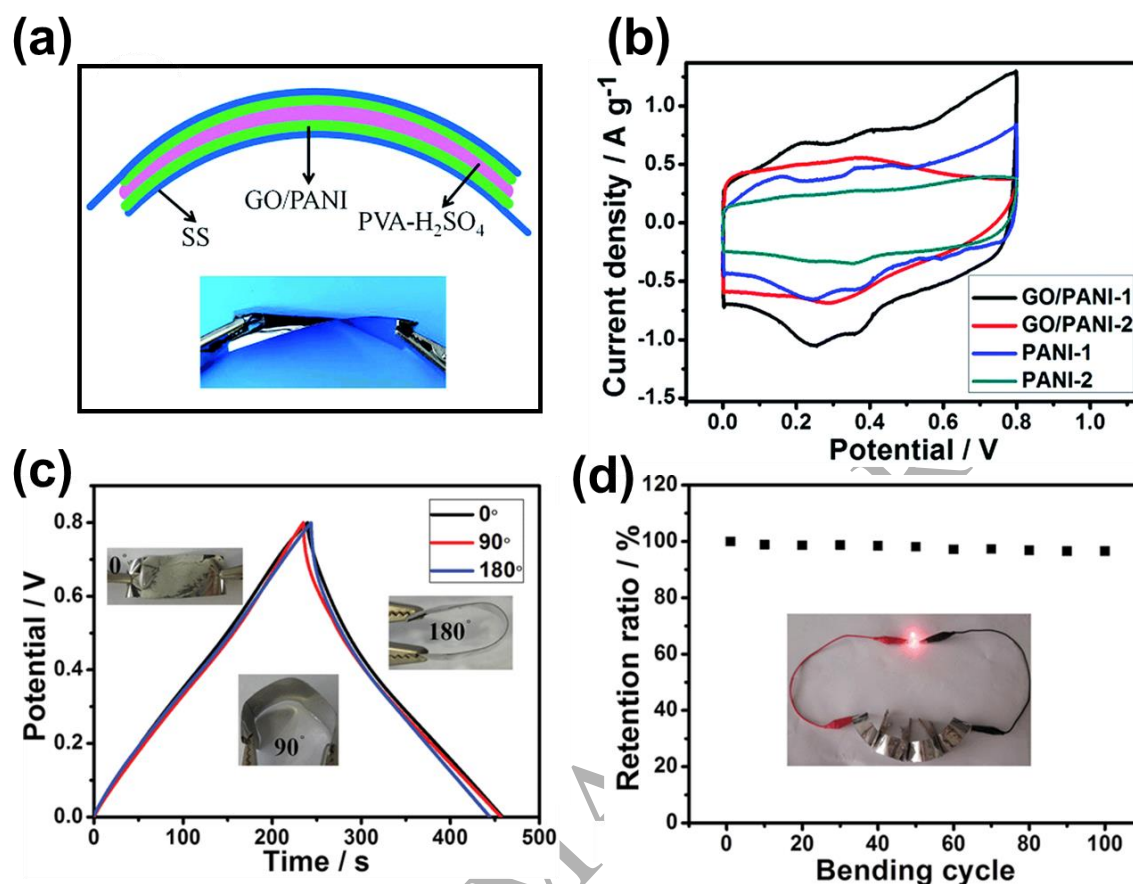 (a)
GO/PANI
PVA-H₂SO₄
SS
(b)
Current density / A g⁻¹
1.0
0.5
0.0
-0.5
-1.0
-1.5
GO/PANI-1
GO/PANI-2
PANI-1
PANI-2
0.0 0.2 0.4 0.6 0.8 1.0
Potential / V
(c)
Potential / V
0.8
0.6
0.4
0.2
0.0
0°
90°
180°
0°
180°
90°
0 100 200 300 400 500
Time / s
(d)
Retention ratio / %
120
100
80
60
40
20
0
0 20 40 60 80 100
Bending cycle